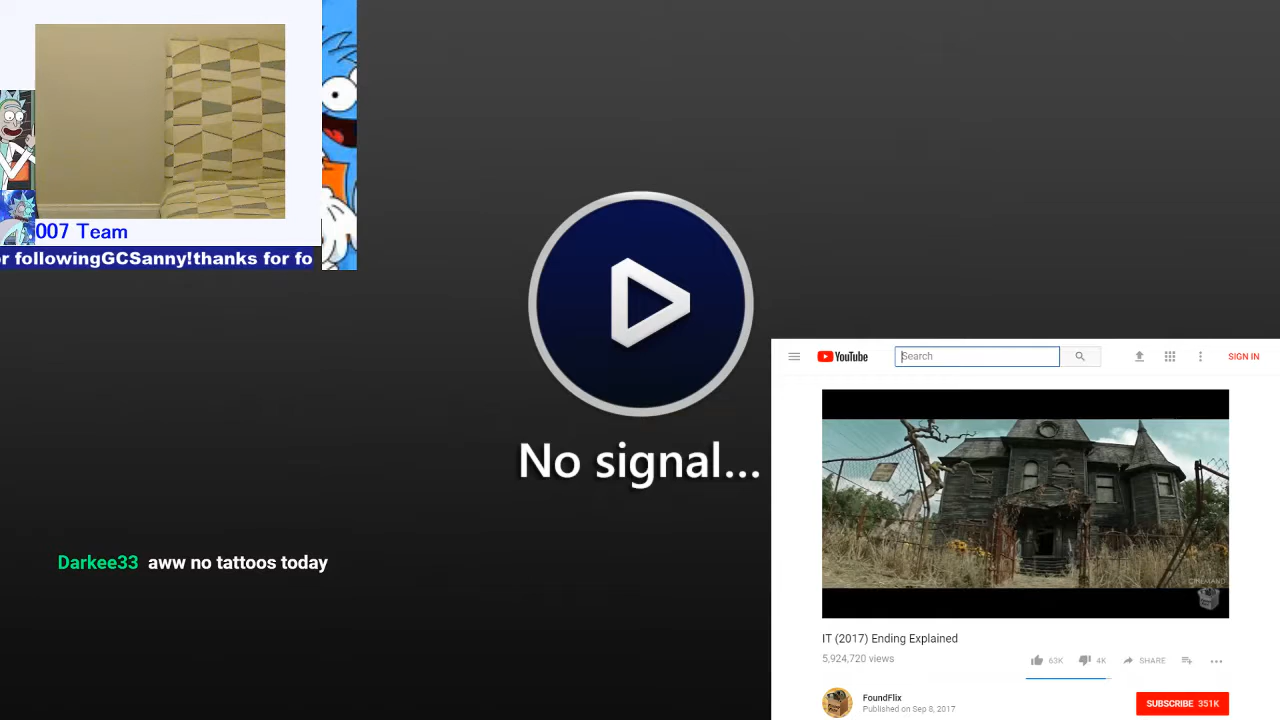 007 Team
r followingGCSanny!thanks for fo
No signal...
Darkee33 aww no tattoos today
YouTube
Search
SIGN IN
CINEMAND
IT (2017) Ending Explained
5,924,720 views
63K
4K
SHARE
FoundFlix
Published on Sep 8, 2017
SUBSCRIBE 351K